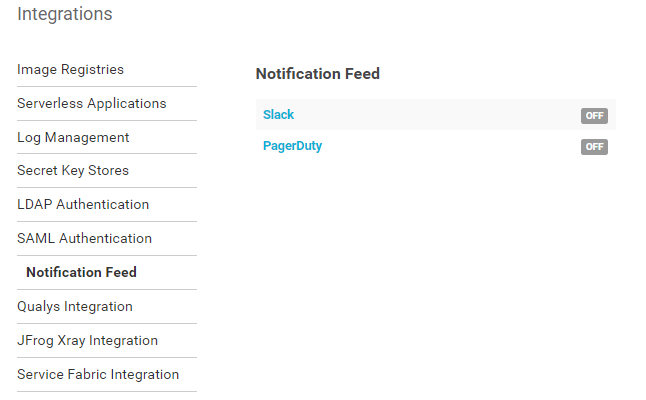 Integrations
Image Registries
Serverless Applications
Log Management
Secret Key Stores
LDAP Authentication
SAML Authentication
Notification Feed
Qualys Integration
JFrog Xray Integration
Service Fabric Integration
Notification Feed
Slack OFF
PagerDuty OFF